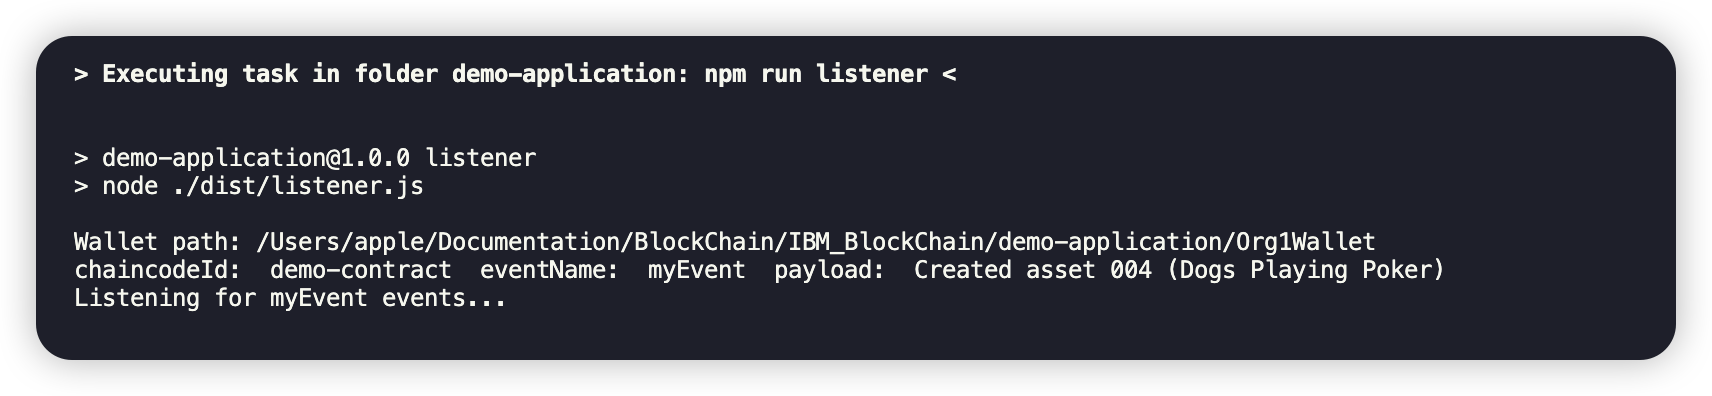 > Executing task in folder demo-application: npm run listener <
> demo-application@1.0.0 listener
> node ./dist/listener.js
Wallet path: /Users/apple/Documentation/BlockChain/IBM_BlockChain/demo-application/Org1Wallet
chaincodeId:  demo-contract  eventName:  myEvent  payload:  Created asset 004 (Dogs Playing Poker)
Listening for myEvent events...